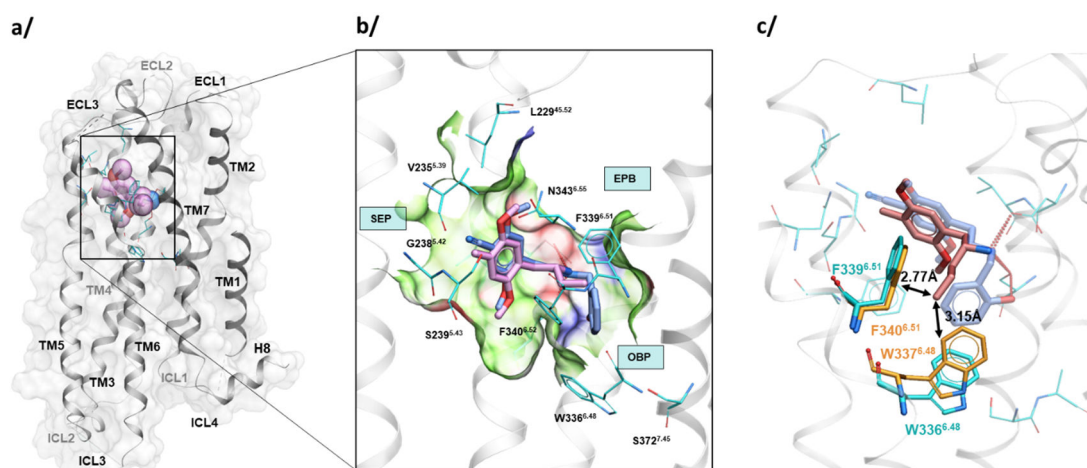 a/
ECL2
ECL1
ECL3
TM2
TM7
TM1
TM4
TM5
TM6
H8
TM3
ICL1
ICL4
ICL2
ICL3
b/
L229^45.52
V235^5.39
EPB
N343^6.55
SEP
F339^6.51
G238^5.42
S239^5.43
F340^6.52
OBP
W336^6.48
S372^7.45
c/
F339^6.51
2.77Å
3.15Å
F340^6.51
W337^6.48
W336^6.48